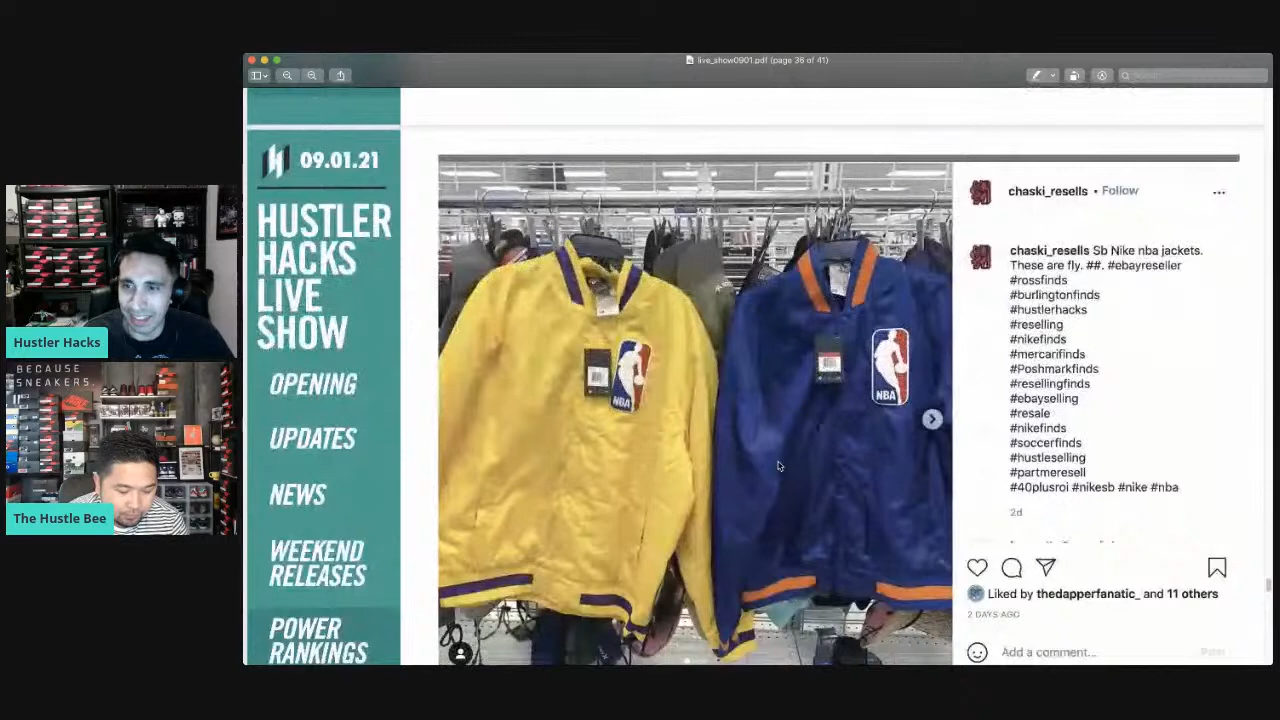 live_show0901.pdf (page 38 of 41)
Search
09.01.21
HUSTLER
HACKS
LIVE
SHOW
OPENING
UPDATES
NEWS
WEEKEND
RELEASES
POWER
RANKINGS
Hustler Hacks
BECAUSE
SNEAKERS.
The Hustle Bee
NBA
NBA
chaski_resells • Follow
chaski_resells Sb Nike nba jackets.
These are fly. ##. #ebayreseller
#rossfinds
#burlingtonfinds
#hustlerhacks
#reselling
#nikefinds
#mercarifinds
#Poshmarkfinds
#resellingfinds
#ebayselling
#resale
#nikefinds
#soccerfinds
#hustleselling
#partmeresell
#40plusroi #nikesb #nike #nba
2d
Liked by thedapperfanatic_ and 11 others
2 DAYS AGO
Add a comment...
Post